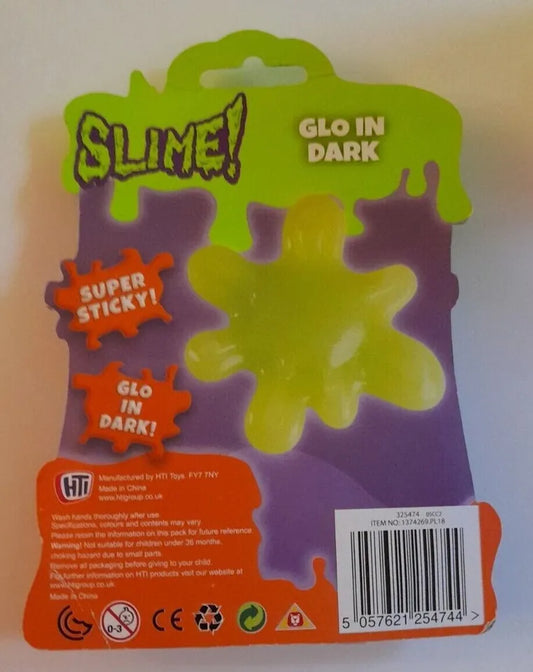 SLIME!
GLO IN
DARK
SUPER
STICKY!
GLO
IN
DARK!
HTI
Manufactured by HTI Toys. FY7 7NY
Made in China
www.htigroup.co.uk
Wash hands thoroughly after use.
Specifications, colours and contents may vary.
Please retain the information on this pack for future reference.
Warning! Not suitable for children under 36 months,
choking hazard due to small parts.
Remove all packaging before giving to your child.
For further information on HTI products visit our website at
www.htigroup.co.uk.
Made in China
0-3
CE
325474 BSCC2
ITEM NO.:1374269.PL18
5 057621 254744 >